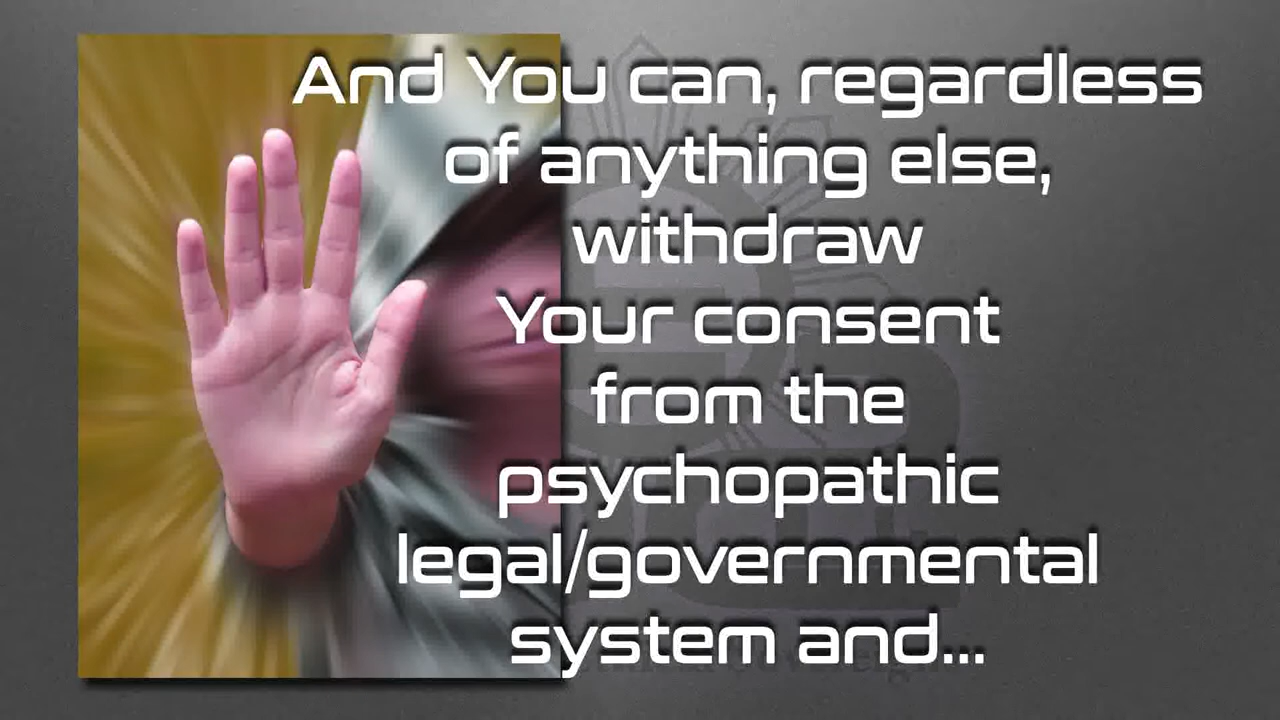 And You can, regardless
of anything else,
withdraw
Your consent
from the
psychopathic
legal/governmental
system and...